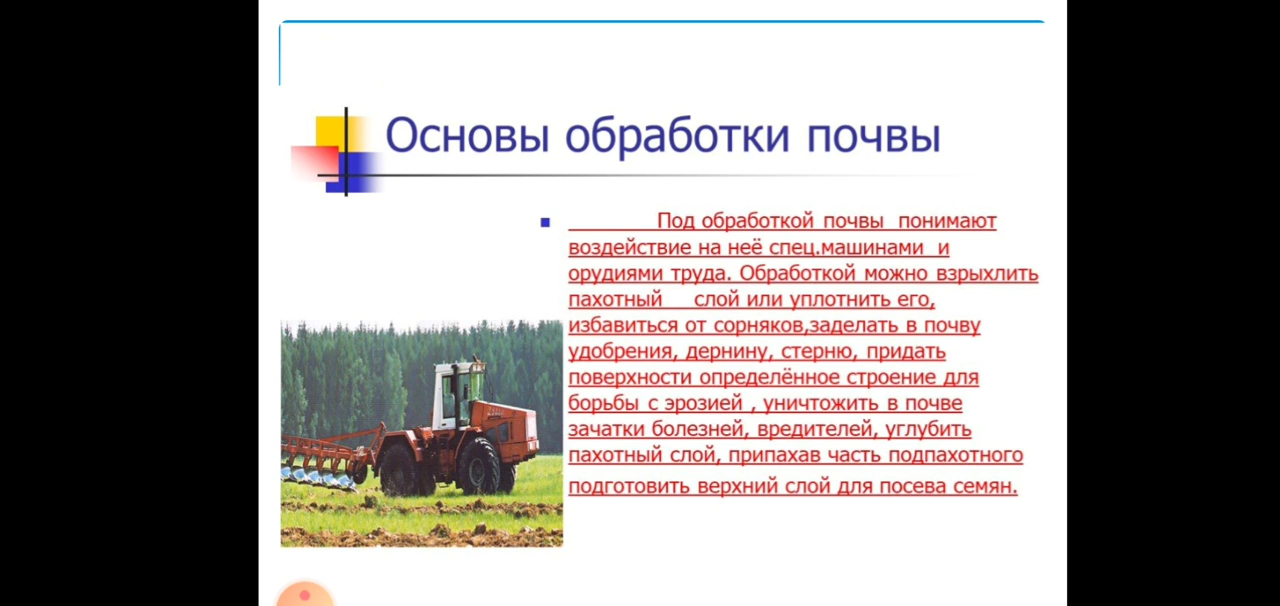 Основы обработки почвы
Под обработкой почвы понимают
воздействие на неё спец.машинами и
орудиями труда. Обработкой можно взрыхлить
пахотный слой или уплотнить его,
избавиться от сорняков,заделать в почву
удобрения, дернину, стерню, придать
поверхности определённое строение для
борьбы с эрозией , уничтожить в почве
зачатки болезней, вредителей, углубить
пахотный слой, припахав часть подпахотного
подготовить верхний слой для посева семян.